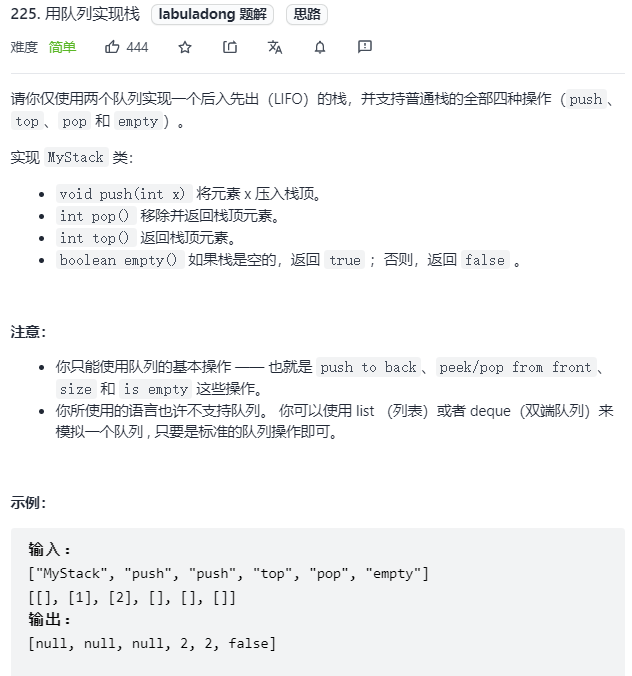 225. 用队列实现栈 labuladong 题解 思路
难度 简单 444
请你仅使用两个队列实现一个后入先出（LIFO）的栈，并支持普通栈的全部四种操作（push、
top、pop 和 empty）。
实现 MyStack 类：
• void push(int x) 将元素 x 压入栈顶。
• int pop() 移除并返回栈顶元素。
• int top() 返回栈顶元素。
• boolean empty() 如果栈是空的，返回 true ；否则，返回 false 。
注意：
• 你只能使用队列的基本操作 —— 也就是 push to back、peek/pop from front、
size 和 is empty 这些操作。
• 你所使用的语言也许不支持队列。 你可以使用 list （列表）或者 deque（双端队列）来
模拟一个队列 , 只要是标准的队列操作即可。
示例：
输入：
["MyStack", "push", "push", "top", "pop", "empty"]
[[], [1], [2], [], [], []]
输出：
[null, null, null, 2, 2, false]